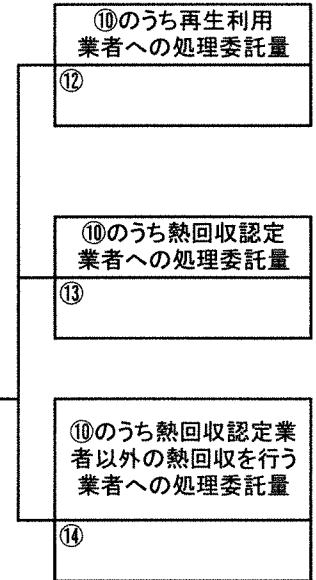 ⑩のうち再生利用
業者への処理委託量
⑫
⑩のうち熱回収認定
業者への処理委託量
⑬
⑩のうち熱回収認定業
者以外の熱回収を行う
業者への処理委託量
⑭